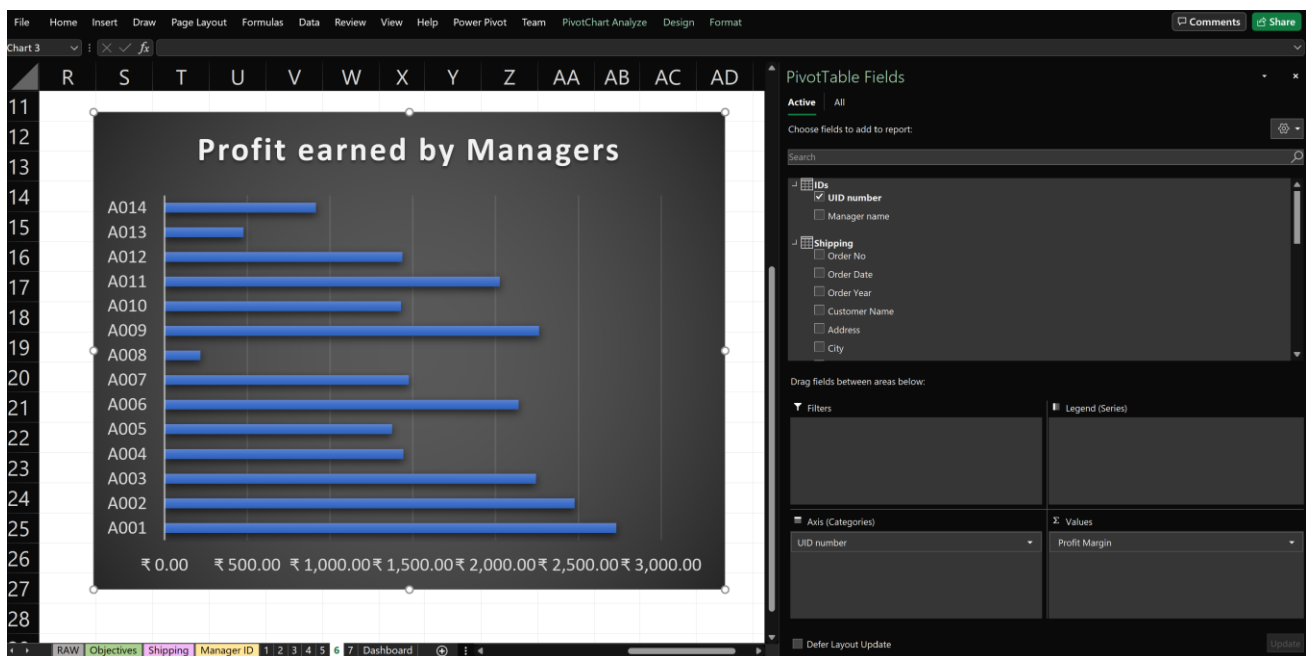 File Home Insert Draw Page Layout Formulas Data Review View Help Power Pivot Team PivotChart Analyze Design Format Comments Share
Chart 3 fx
R S T U V W X Y Z AA AB AC AD
11
12
13
14
15
16
17
18
19
20
21
22
23
24
25
26
27
28
Profit earned by Managers
A014
A013
A012
A011
A010
A009
A008
A007
A006
A005
A004
A003
A002
A001
₹ 0.00 ₹ 500.00 ₹ 1,000.00 ₹ 1,500.00 ₹ 2,000.00 ₹ 2,500.00 ₹ 3,000.00
RAW Objectives Shipping Manager ID 1 2 3 4 5 6 7 Dashboard
PivotTable Fields
Active All
Choose fields to add to report:
Search
IDs
UID number
Manager name
Shipping
Order No
Order Date
Order Year
Customer Name
Address
City
Drag fields between areas below:
Filters
Legend (Series)
Axis (Categories)
UID number
Σ Values
Profit Margin
Defer Layout Update
Update